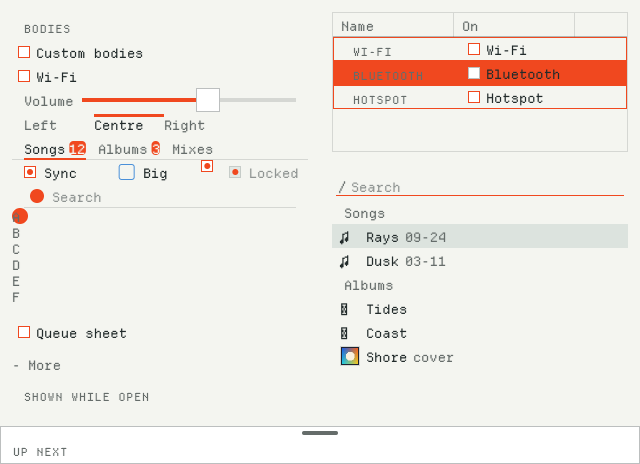 BODIES
Custom bodies
Wi-Fi
Volume
Left Centre Right
Songs 12 Albums 3 Mixes
Sync Big Locked
Search
B
C
D
E
F
Queue sheet
- More
SHOWN WHILE OPEN
Name On
WI-FI Wi-Fi
BLUETOOTH Bluetooth
HOTSPOT Hotspot
/ Search
Songs
Rays 09-24
Dusk 03-11
Albums
Tides
Coast
Shore cover
UP NEXT